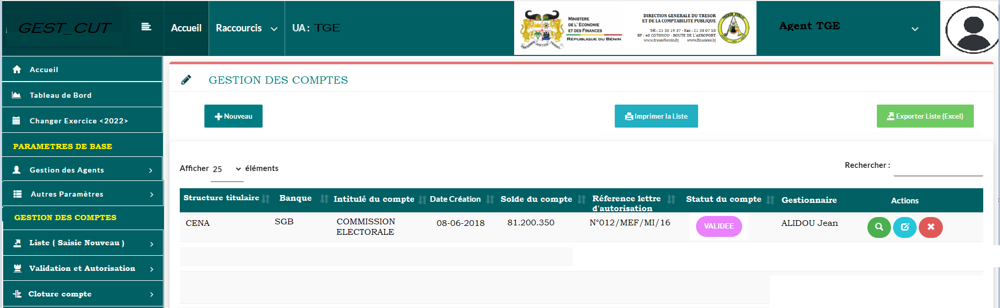 GEST_CUT
Accueil
Raccourcis
UA : TGE
MINISTERE
DE L' ECONOMIE
ET DES FINANCES
RÉPUBLIQUE DU BÉNIN
FRATERNITE JUSTICE TRAVAIL
DIRECTION GENERALE DU TRESOR
ET DE LA COMPTABILITE PUBLIQUE
Tél : 21 30 19 37 - Fax : 21 30 07 58
BP : 40 COTONOU - ROUTE DE L'AEROPORT
www.tresorbenin.bj www.finances.bj
TRESOR PUBLIC
Agent TGE
Accueil
Tableau de Bord
Changer Exercice <2022>
PARAMETRES DE BASE
Gestion des Agents
Autres Paramètres
GESTION DES COMPTES
Liste ( Saisie Nouveau )
Validation et Autorisation
Cloture compte
GESTION DES COMPTES
Nouveau
Imprimer la Liste
Exporter Liste (Excel)
Afficher 25 éléments
Rechercher :
Structure titulaire Banque Intitulé du compte Date Création Solde du compte Réference lettre d'autorisation Statut du compte Gestionnaire Actions
CENA SGB COMMISSION ELECTORALE 08-06-2018 81.200.350 N°012/MEF/MI/16 VALIDEE ALIDOU Jean